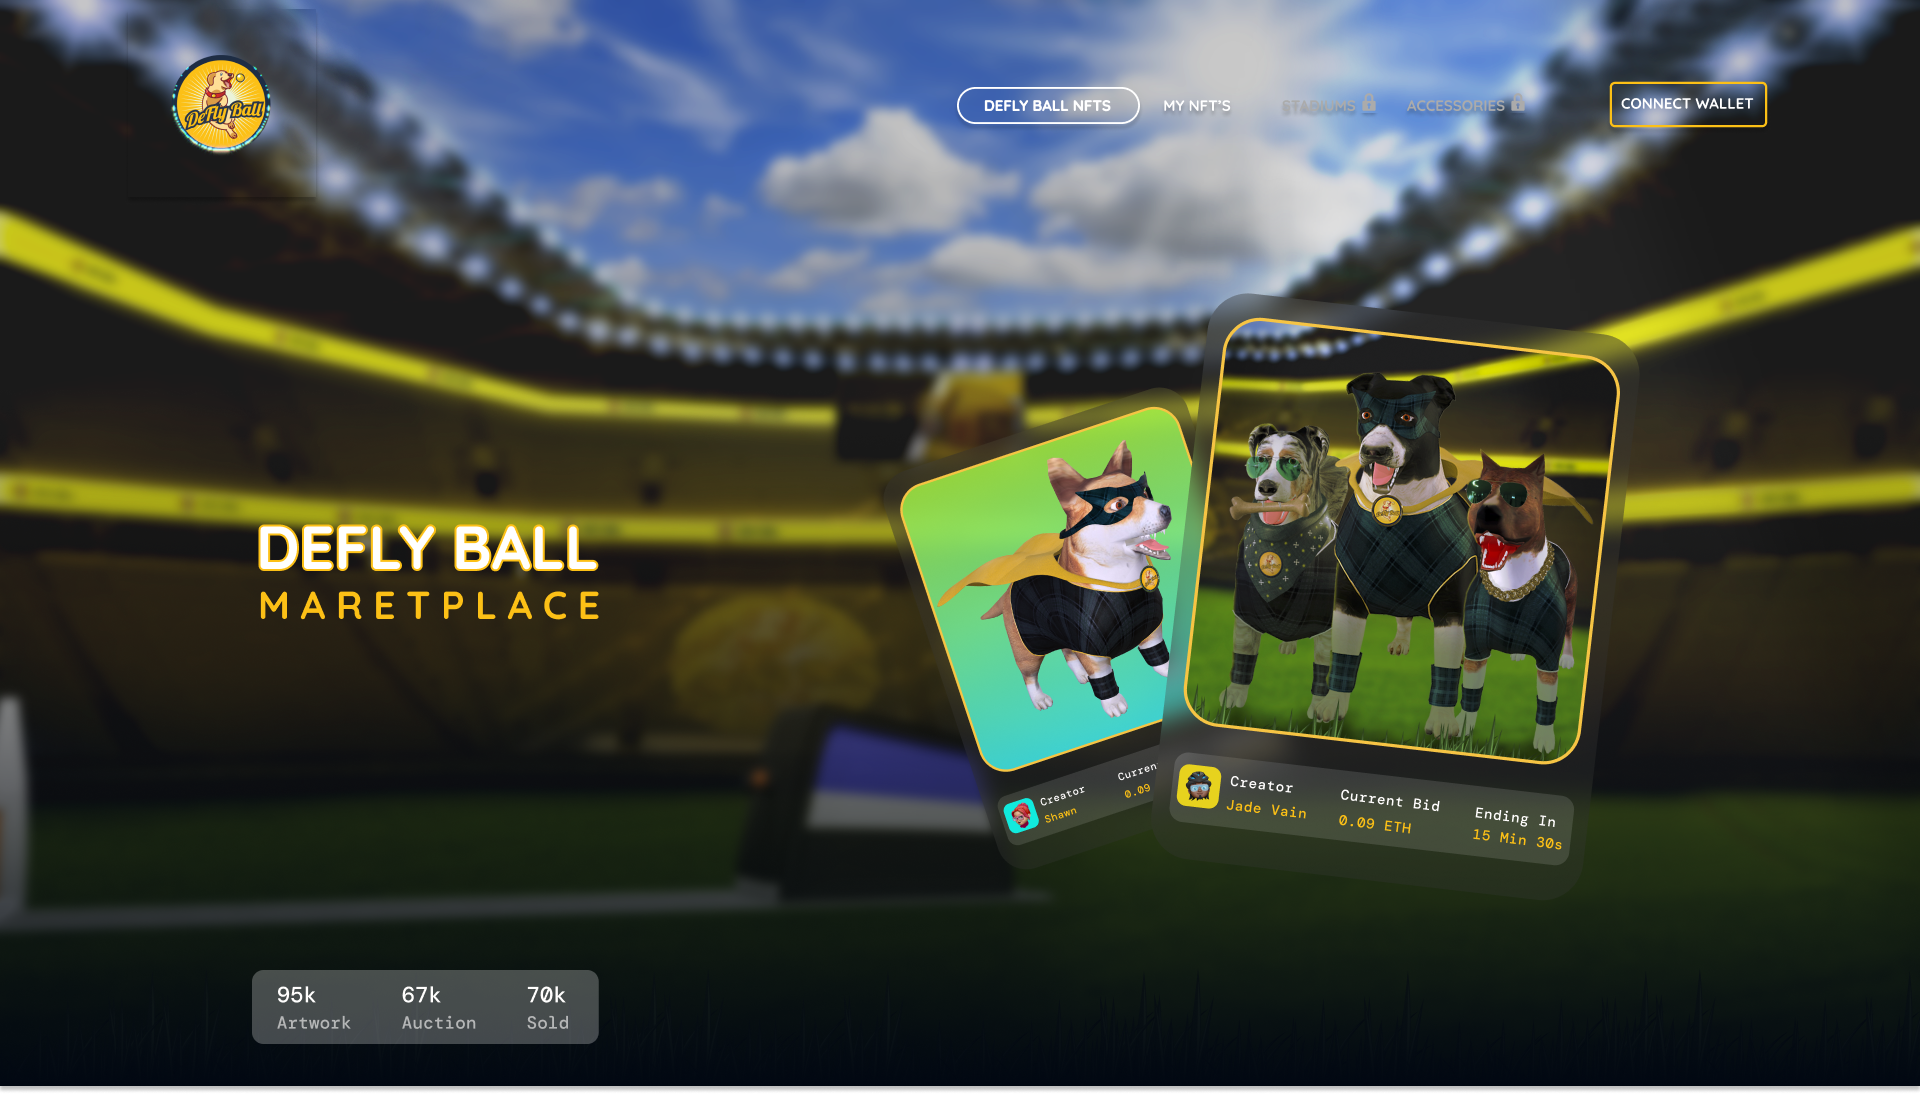 DeFly Ball
DEFLY BALL NFTS
MY NFT'S
STADIUMS
ACCESSORIES
CONNECT WALLET
DEFLY BALL
MARETPLACE
Creator
Shawn
Curren
0.09
Creator
Jade Vain
Current Bid
0.09 ETH
Ending In
15 Min 30s
95k
Artwork
67k
Auction
70k
Sold